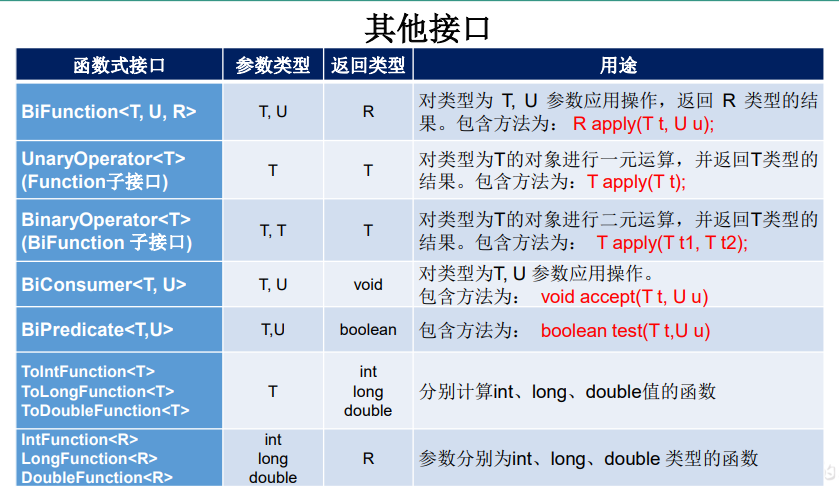 其他接口
函数式接口 参数类型 返回类型 用途
BiFunction<T, U, R> T, U R 对类型为 T, U 参数应用操作，返回 R 类型的结
果。包含方法为： R apply(T t, U u);
UnaryOperator<T>
(Function子接口) T T 对类型为T的对象进行一元运算，并返回T类型的
结果。包含方法为：T apply(T t);
BinaryOperator<T>
(BiFunction 子接口) T, T T 对类型为T的对象进行二元运算，并返回T类型的
结果。包含方法为： T apply(T t1, T t2);
BiConsumer<T, U> T, U void 对类型为T, U 参数应用操作。
包含方法为： void accept(T t, U u)
BiPredicate<T,U> T,U boolean 包含方法为： boolean test(T t,U u)
ToIntFunction<T>
ToLongFunction<T>
ToDoubleFunction<T>
T
int
long
double
分别计算int、long、double值的函数
IntFunction<R>
LongFunction<R>
DoubleFunction<R>
int
long
double
R
参数分别为int、long、double 类型的函数